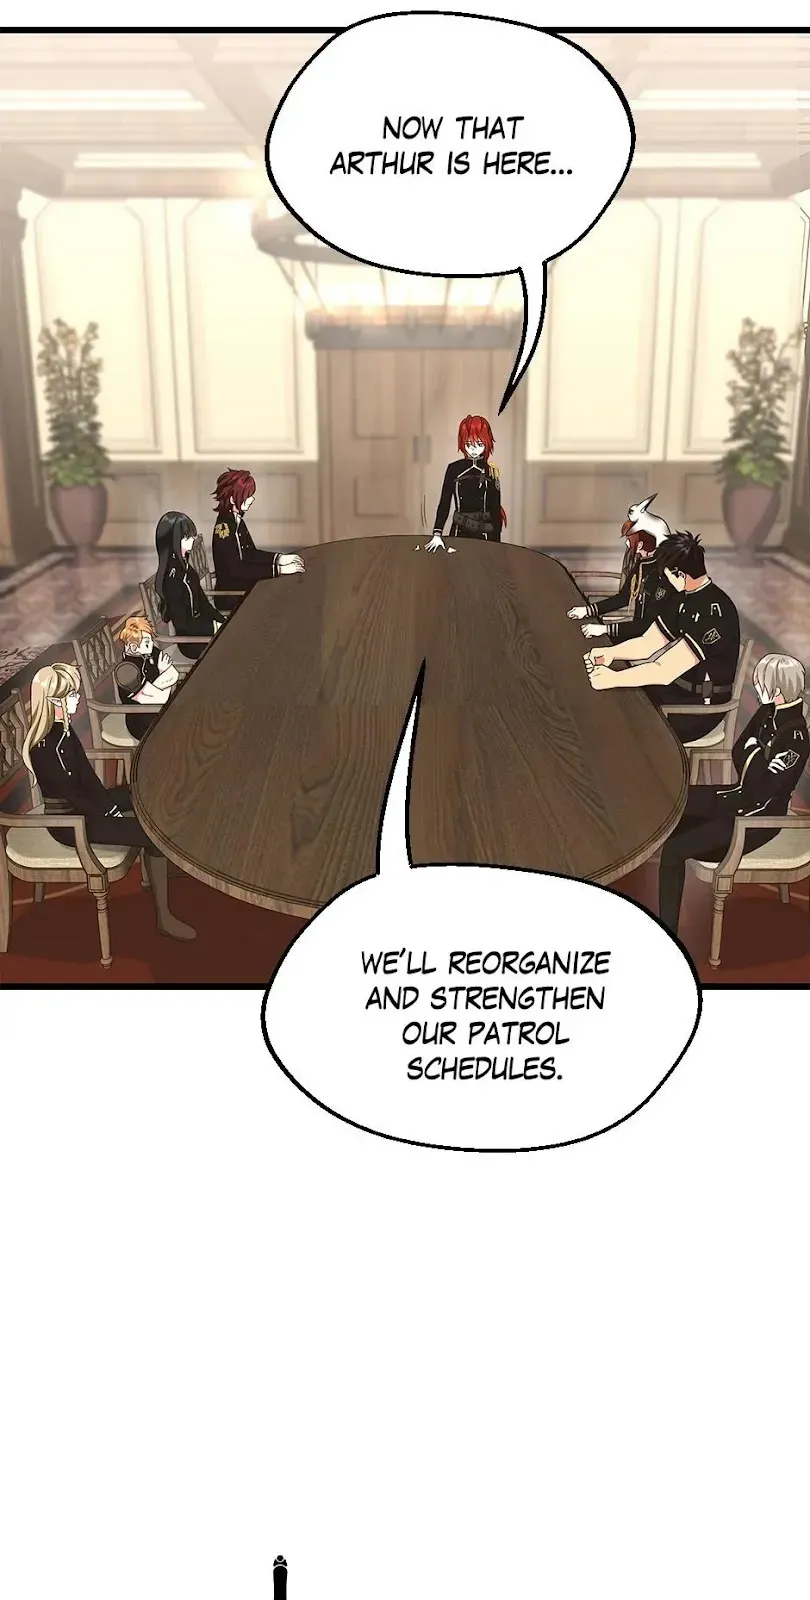 NOW THAT
ARTHUR IS HERE...
WE'LL REORGANIZE
AND STRENGTHEN
OUR PATROL
SCHEDULES.